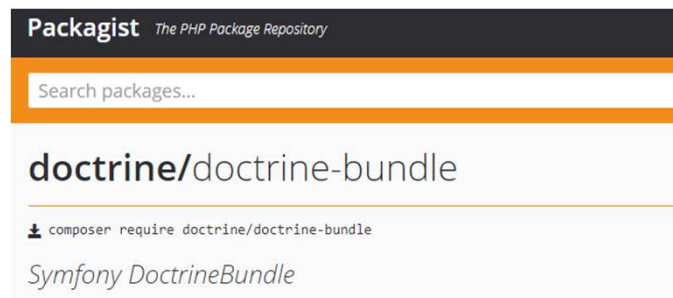 Packagist The PHP Package Repository
Search packages...
doctrine/doctrine-bundle
composer require doctrine/doctrine-bundle
Symfony DoctrineBundle